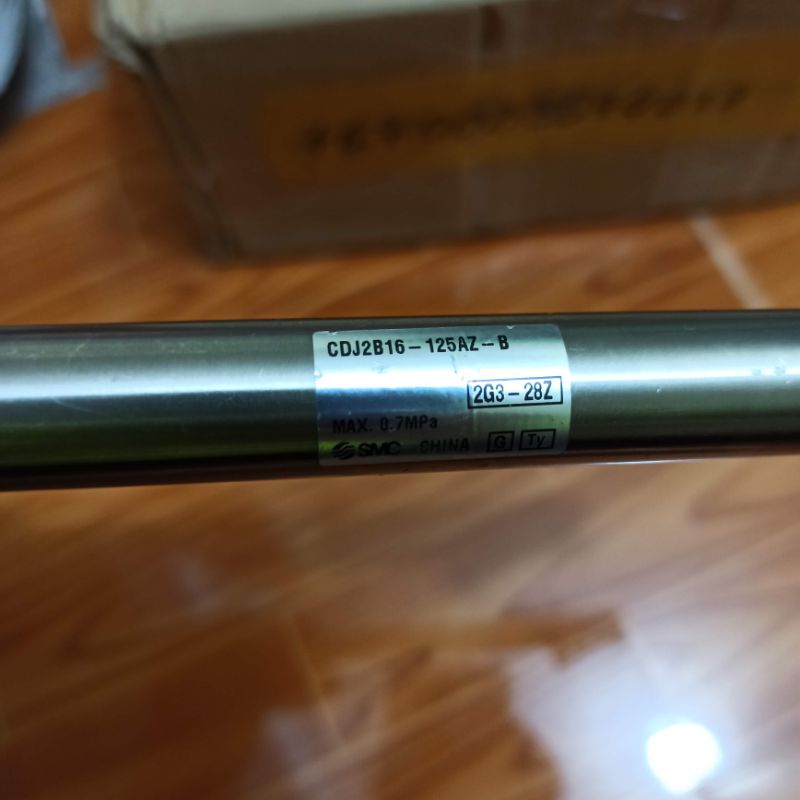 CDJ2B16-125AZ-B
2G3-28Z
MAX. 0.7MPa
SMC CHINA G Ty